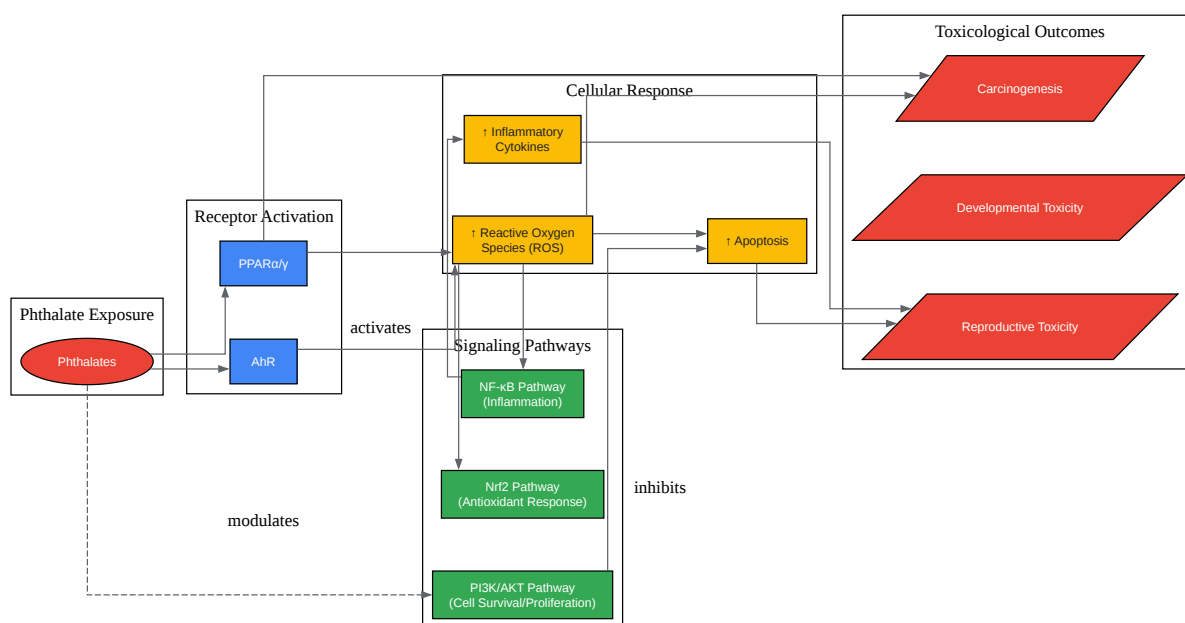 Toxicological Outcomes
Carcinogenesis
Developmental Toxicity
Reproductive Toxicity
Cellular Response
↑ Inflammatory
Cytokines
↑ Reactive Oxygen
Species (ROS)
↑ Apoptosis
Receptor Activation
PPARα/γ
AhR
Phthalate Exposure
Phthalates
activates
Signaling Pathways
NF-κB Pathway
(Inflammation)
Nrf2 Pathway
(Antioxidant Response)
inhibits
modulates
PI3K/AKT Pathway
(Cell Survival/Proliferation)